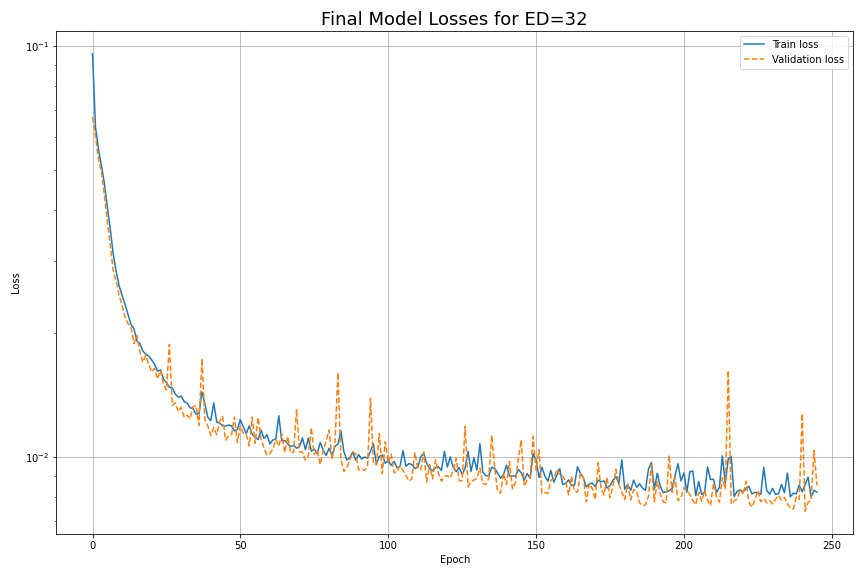 Final Model Losses for ED=32
Train loss
Validation loss
10⁻¹
10⁻²
Loss
0 50 100 150 200 250
Epoch